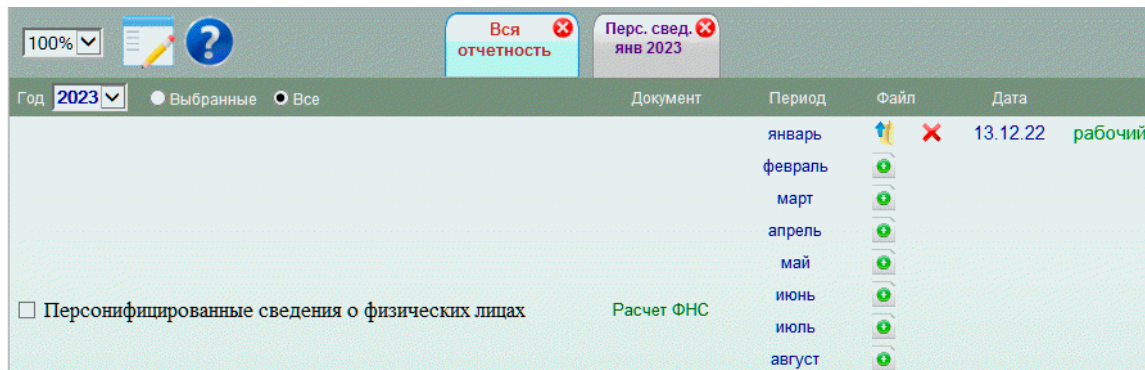 100%
?
Вся отчетность
Перс. свед. янв 2023
Год 2023 Выбранные Все Документ Период Файл Дата
январь 13.12.22 рабочий
февраль
март
апрель
май
Персонифицированные сведения о физических лицах Расчет ФНС июнь
июль
август